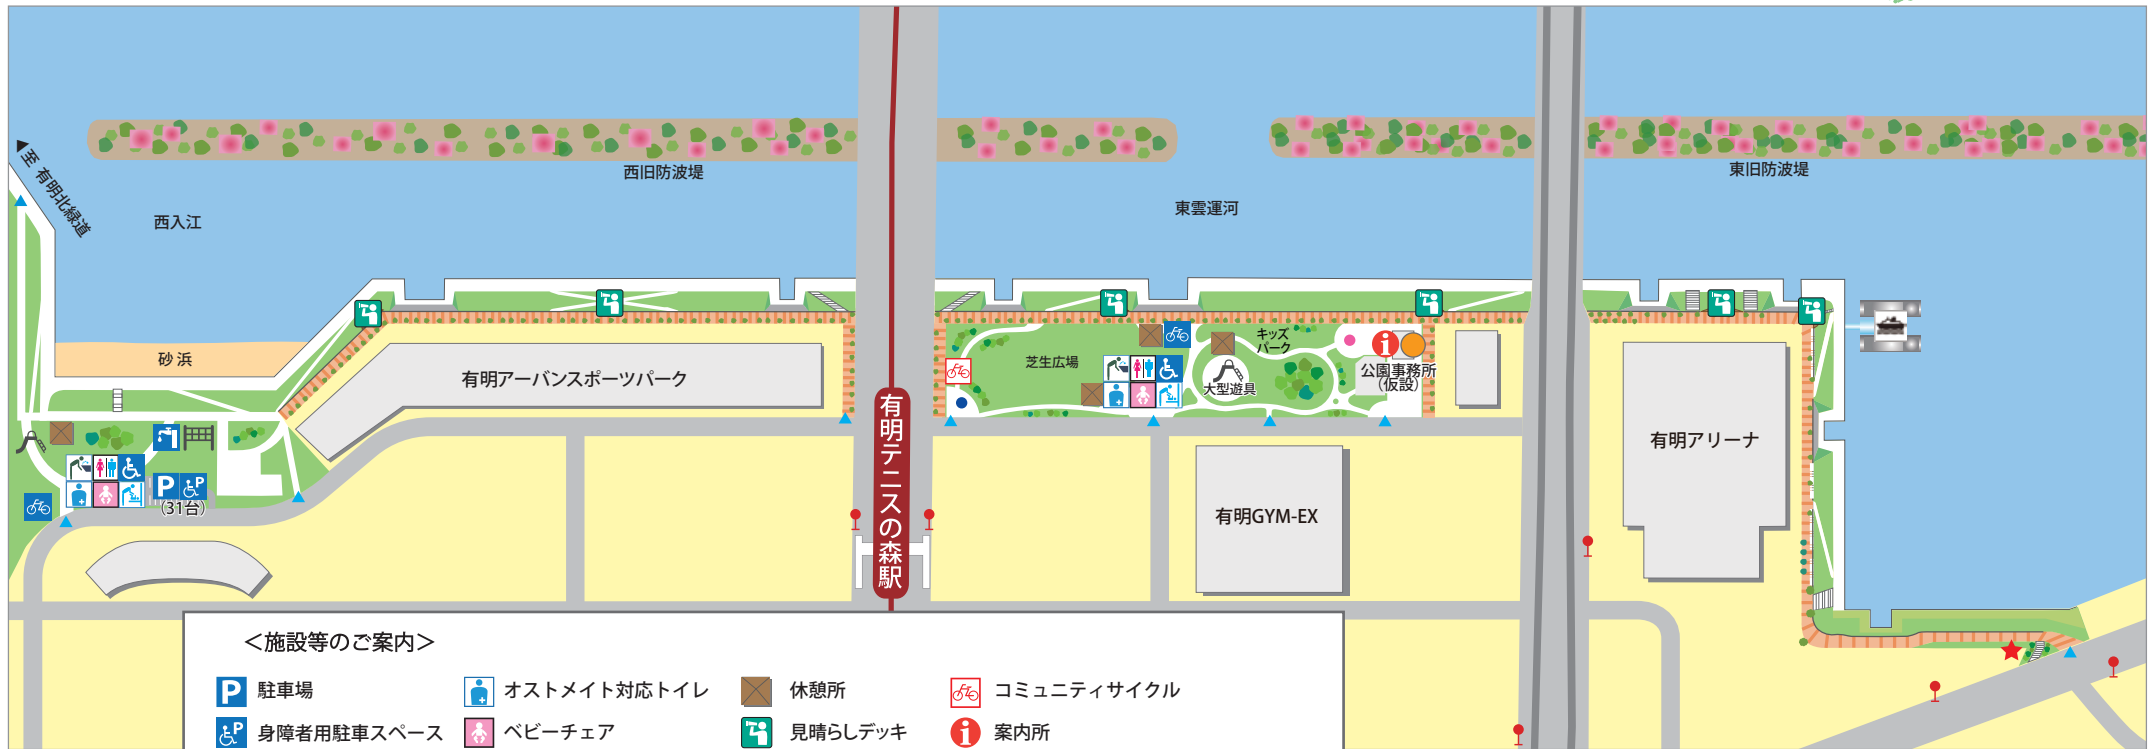 ▶至 有明北緑道
西入江
西旧防波堤
東雲運河
東旧防波堤
砂浜
有明アーバンスポーツパーク
芝生広場
キッズ
パーク
大型遊具
i
公園事務所
(仮設)
有明アリーナ
P P
(31台)
有明テニスの森駅
有明GYM-EX
＜施設等のご案内＞
P 駐車場
オストメイト対応トイレ
休憩所
コミュニティサイクル
P 身障者用駐車スペース
ベビーチェア
見晴らしデッキ
i 案内所